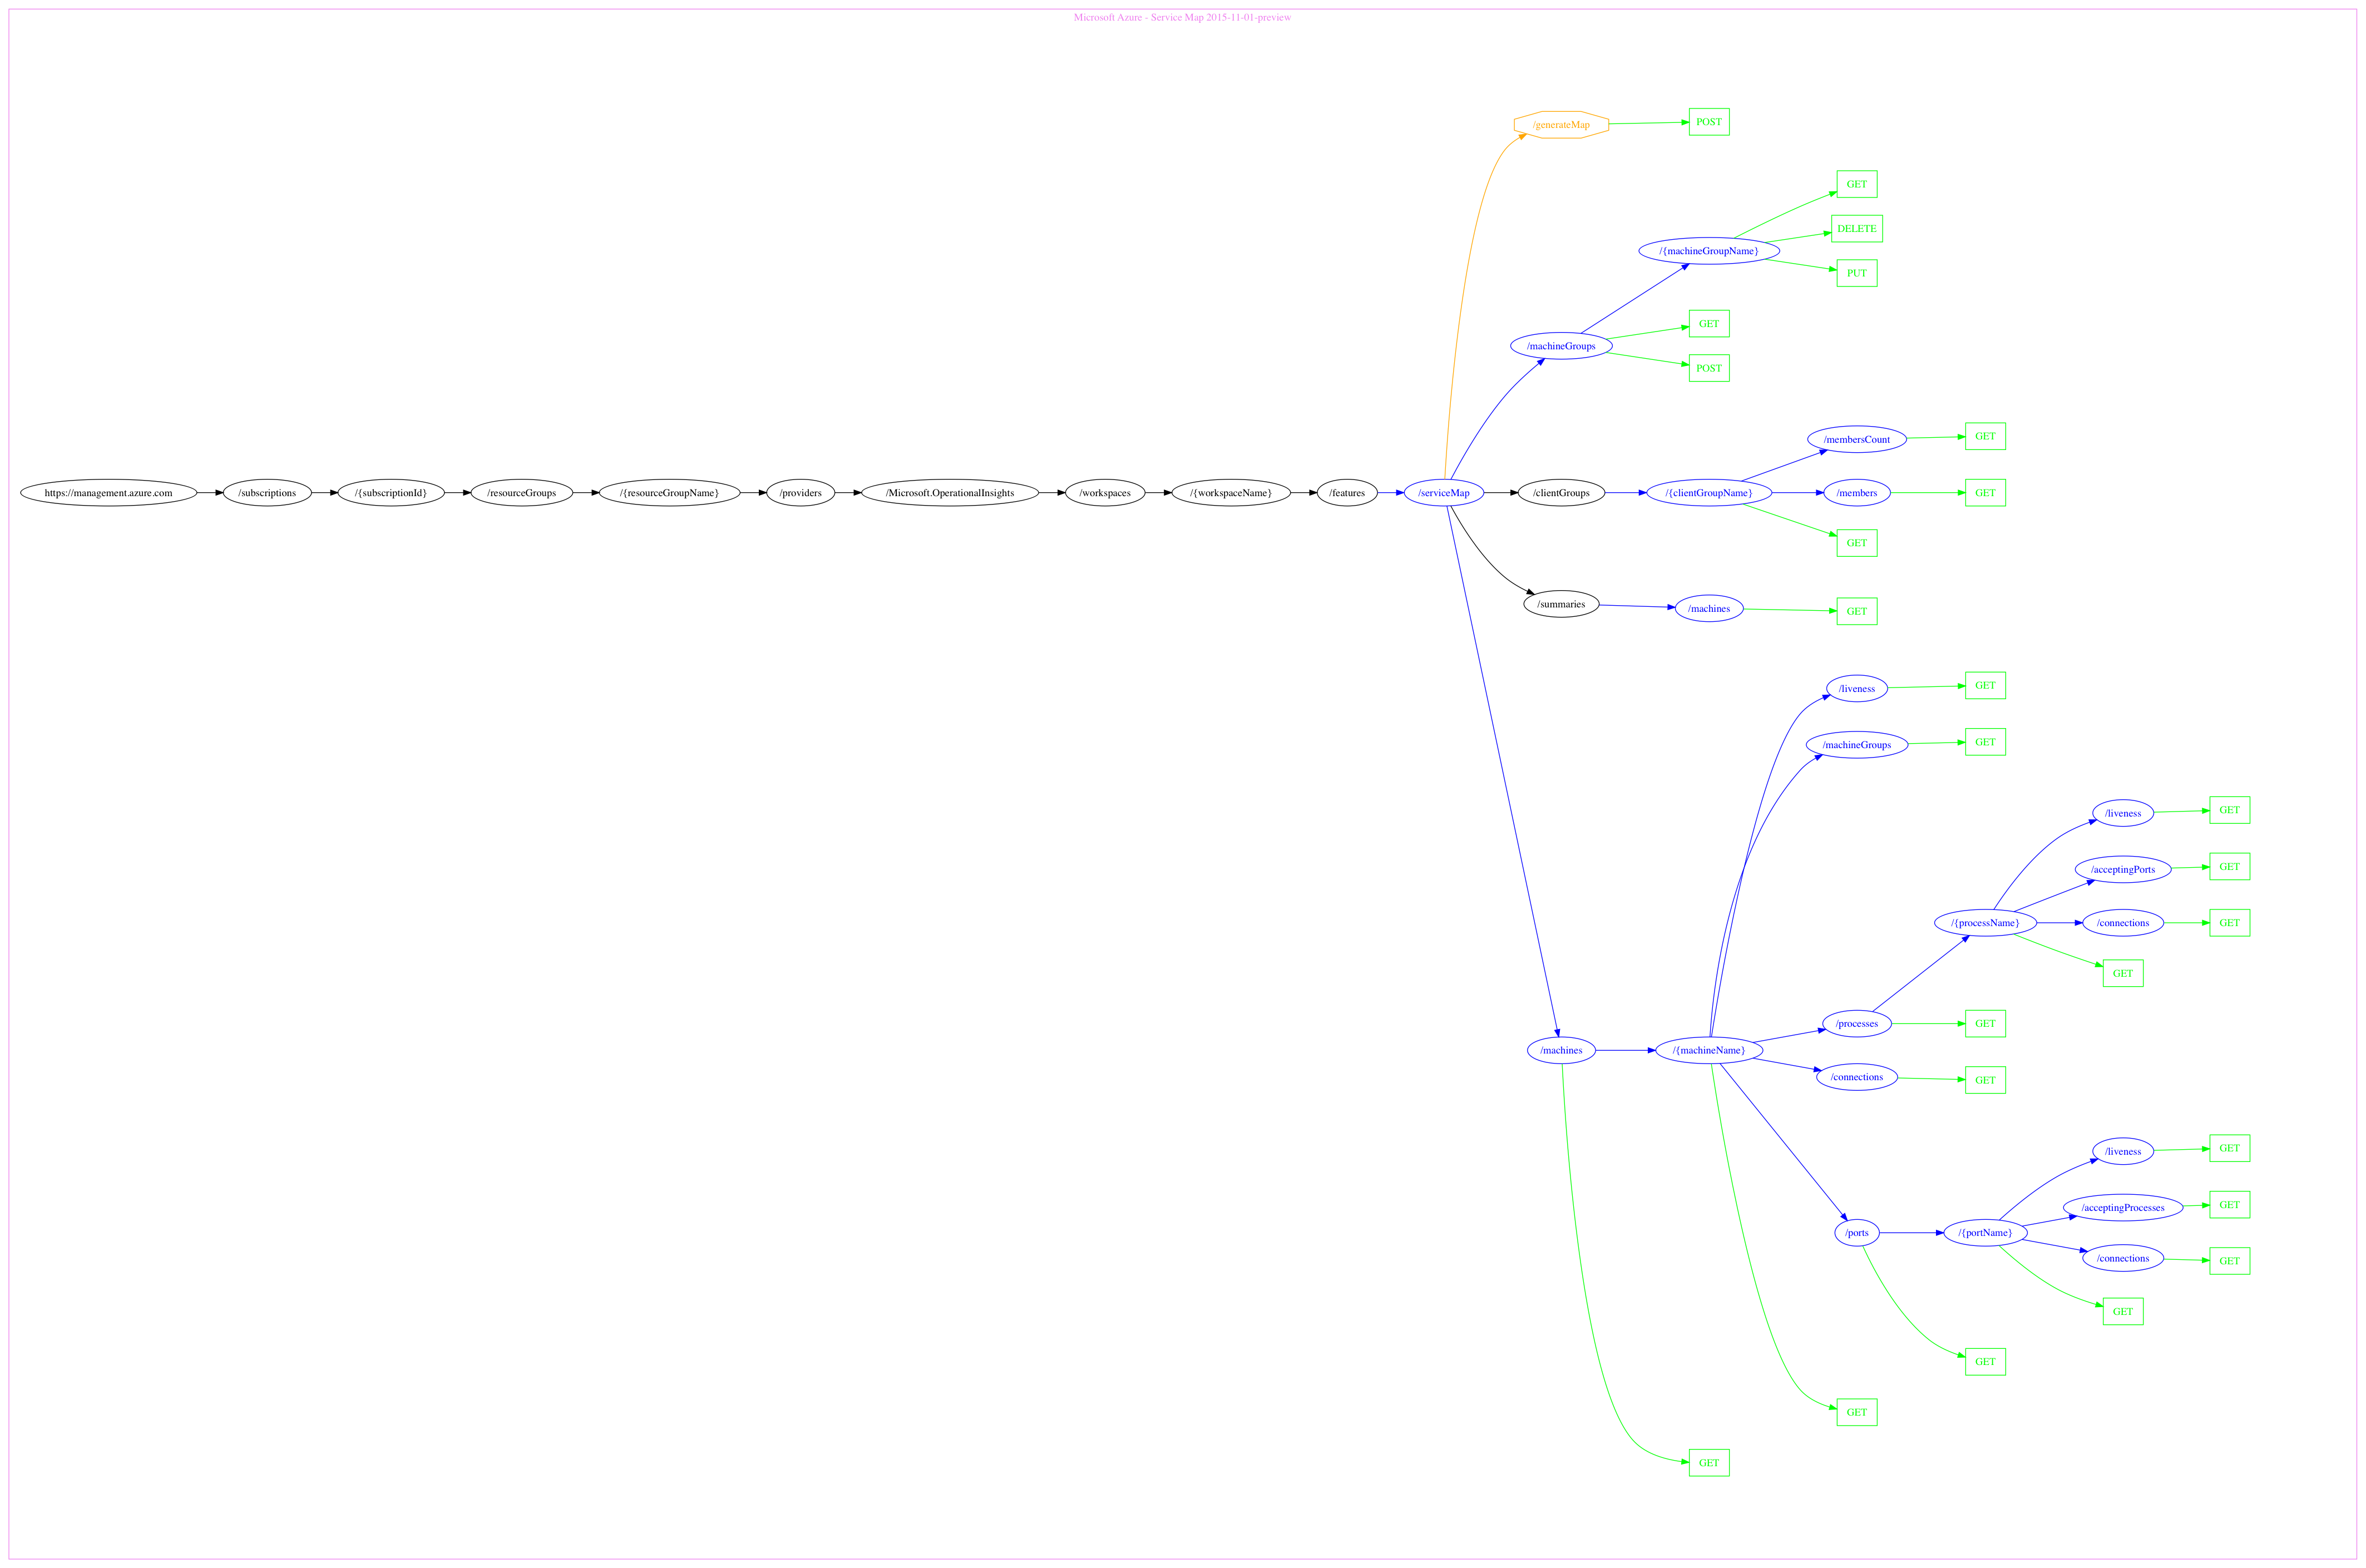 Microsoft Azure - Service Map 2015-11-01-preview
https://management.azure.com
/subscriptions
/{subscriptionId}
/resourceGroups
/{resourceGroupName}
/providers
/Microsoft.OperationalInsights
/workspaces
/{workspaceName}
/features
/serviceMap
/generateMap
POST
/machineGroups
/{machineGroupName}
GET
DELETE
PUT
GET
POST
/clientGroups
/{clientGroupName}
/membersCount
GET
/members
GET
GET
/summaries
/machines
GET
/machines
/{machineName}
/liveness
GET
/machineGroups
GET
/processes
/{processName}
/liveness
GET
/acceptingPorts
GET
/connections
GET
GET
GET
/connections
GET
/ports
/{portName}
/liveness
GET
/acceptingProcesses
GET
/connections
GET
GET
GET
GET
GET